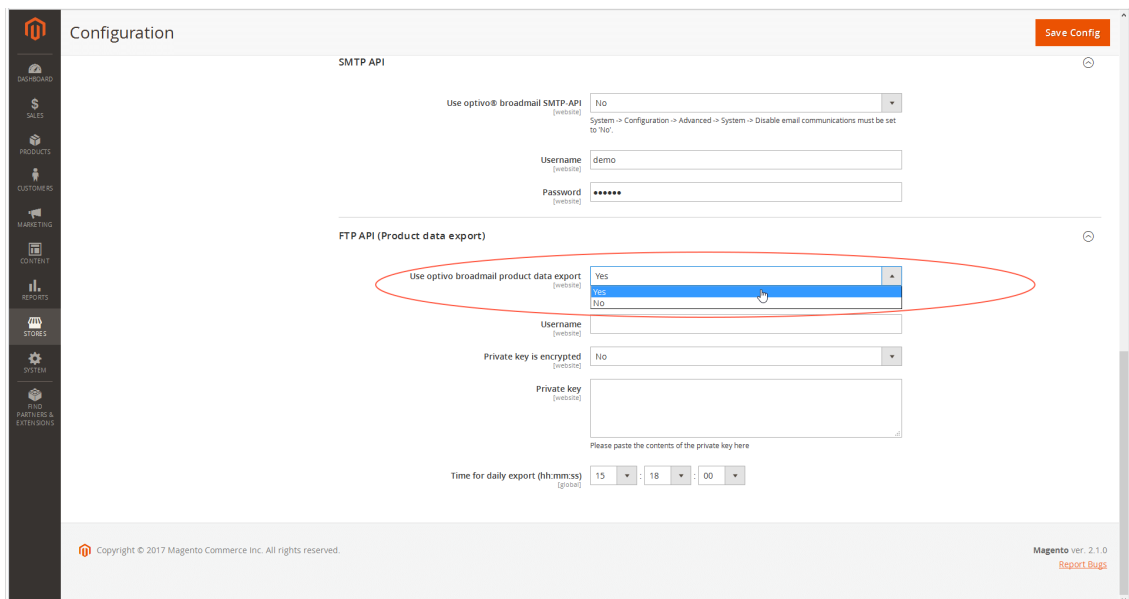 Configuration
Save Config
DASHBOARD
SALES
PRODUCTS
CUSTOMERS
MARKETING
CONTENT
REPORTS
STORES
SYSTEM
FIND
PARTNERS &
EXTENSIONS
SMTP API
Use optivo® broadmail SMTP-API No
[website]
System -> Configuration -> Advanced -> System -> Disable email communications must be set
to 'No'.
Username demo
[website]
Password ••••••
[website]
FTP API (Product data export)
Use optivo broadmail product data export Yes
[website]
Yes
No
Username
[website]
Private key is encrypted No
[website]
Private key
[website]
Please paste the contents of the private key here
Time for daily export (hh:mm:ss) 15 : 18 : 00
[global]
Copyright © 2017 Magento Commerce Inc. All rights reserved.
Magento ver. 2.1.0
Report Bugs